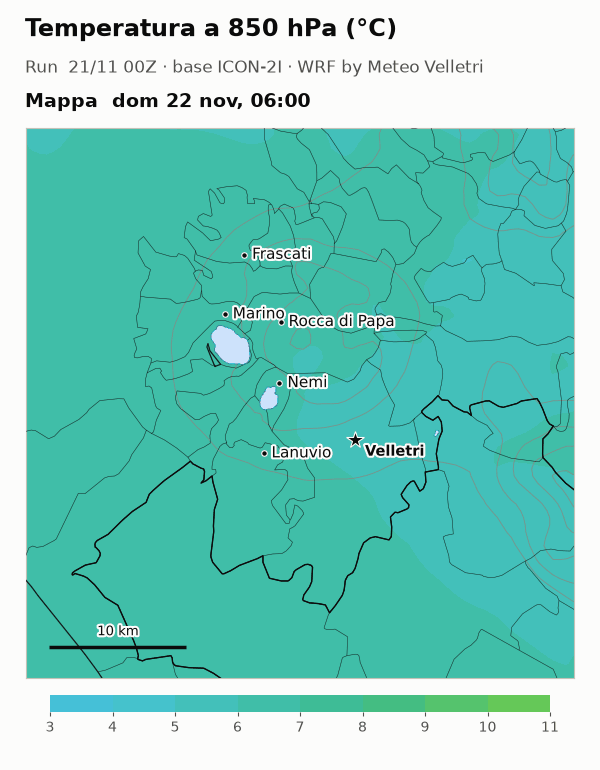 Temperatura a 850 hPa (°C)
Run 21/11 00Z · base ICON-2I · WRF by Meteo Velletri
Mappa dom 22 nov, 06:00
Frascati
Marino
Rocca di Papa
Nemi
Velletri
Lanuvio
10 km
3 4 5 6 7 8 9 10 11